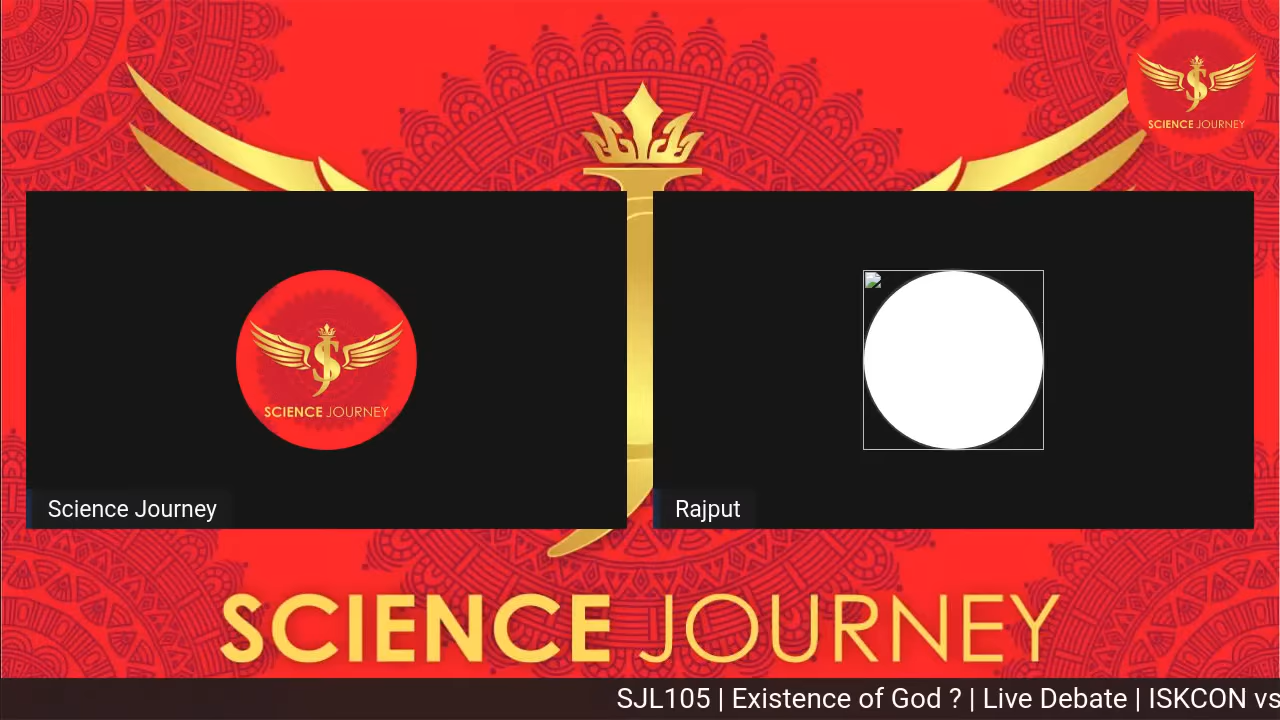 SCIENCE JOURNEY
SCIENCE JOURNEY
Science Journey
Rajput
SCIENCE JOURNEY
SJL105 | Existence of God ? | Live Debate | ISKCON vs